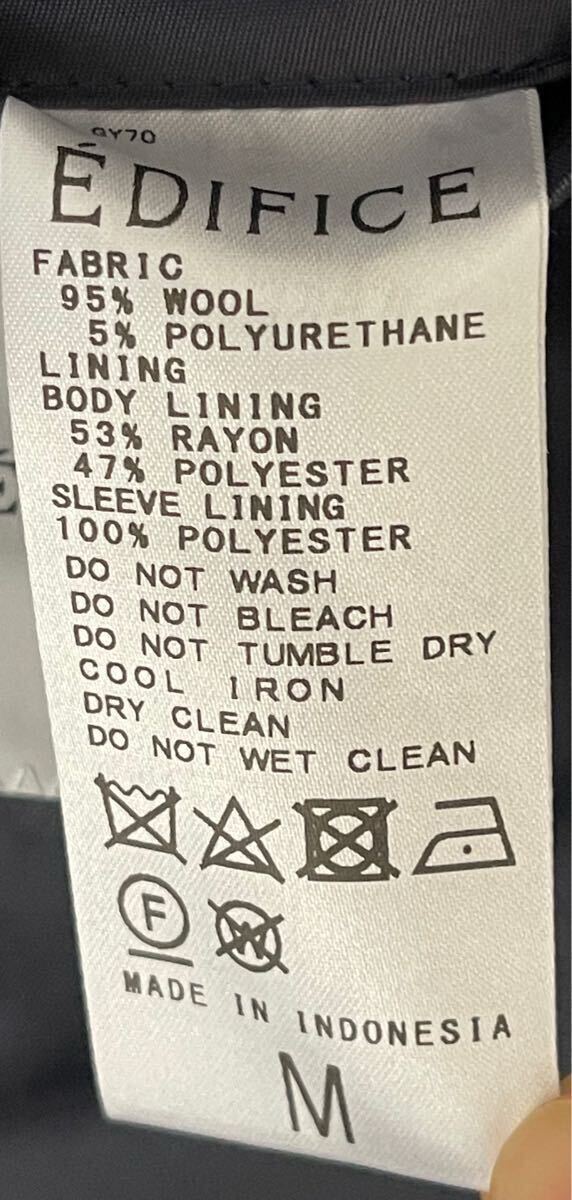 ÉDIFICE
FABRIC
95% WOOL
5% POLYURETHANE
LINING
BODY LINING
53% RAYON
47% POLYESTER
SLEEVE LINING
100% POLYESTER
DO NOT WASH
DO NOT BLEACH
DO NOT TUMBLE DRY
COOL IRON
DRY CLEAN
DO NOT WET CLEAN
F
W
MADE IN INDONESIA
M